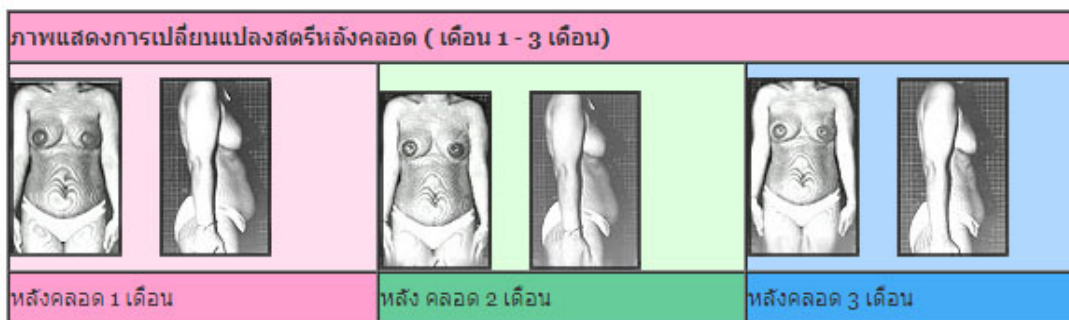 ภาพแสดงการเปลี่ยนแปลงสตรีหลังคลอด ( เดือน 1 - 3 เดือน)
หลังคลอด 1 เดือน
หลัง คลอด 2 เดือน
หลังคลอด 3 เดือน